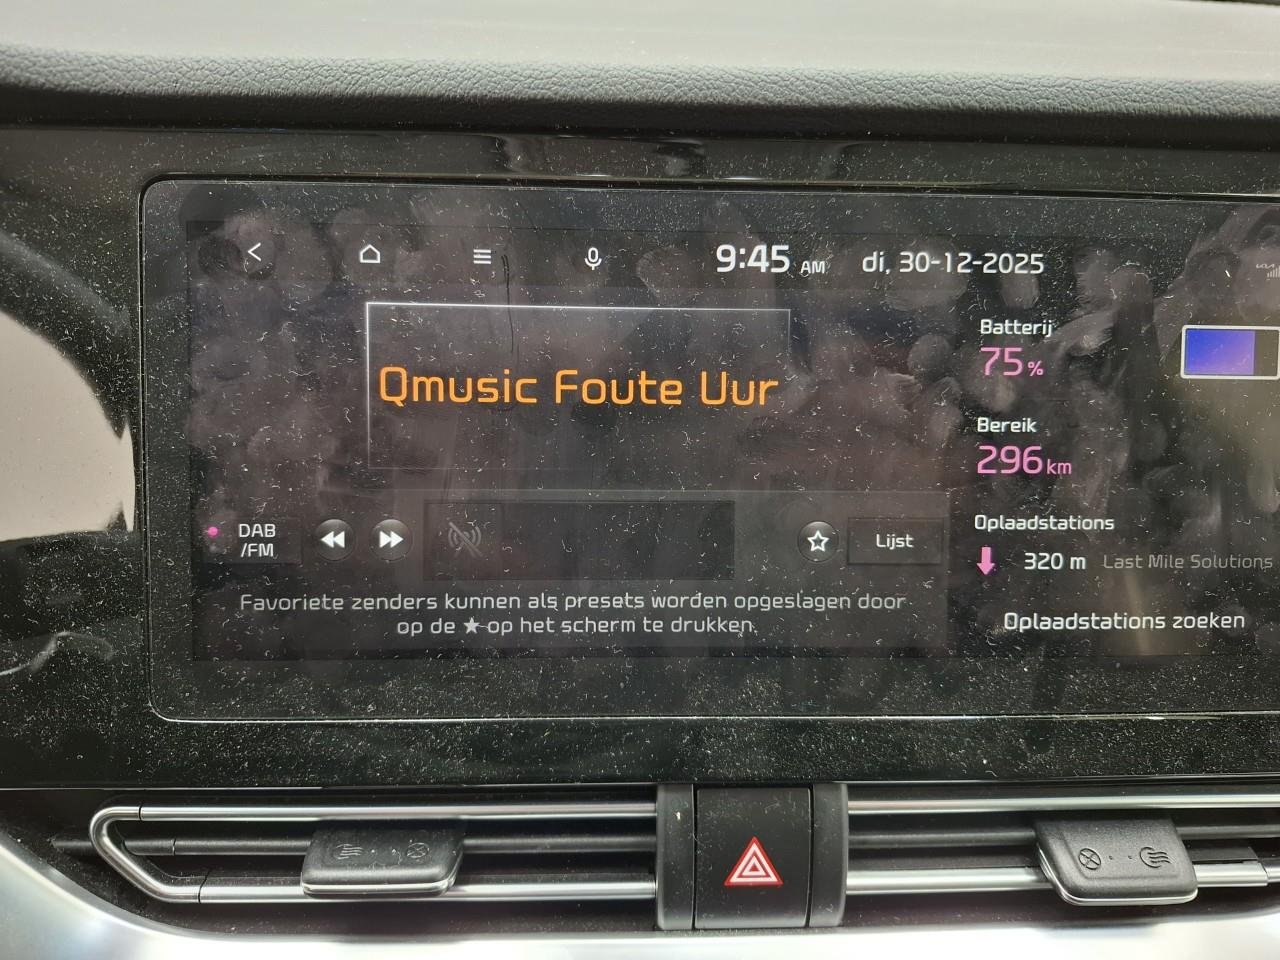 9:45 AM di, 30-12-2025
Qmusic Foute Uur
DAB
/FM
Lijst
Favoriete zenders kunnen als presets worden opgeslagen door
op de ★ op het scherm te drukken.
Batterij
75%
Bereik
296km
Oplaadstations
320 m Last Mile Solutions
Oplaadstations zoeken